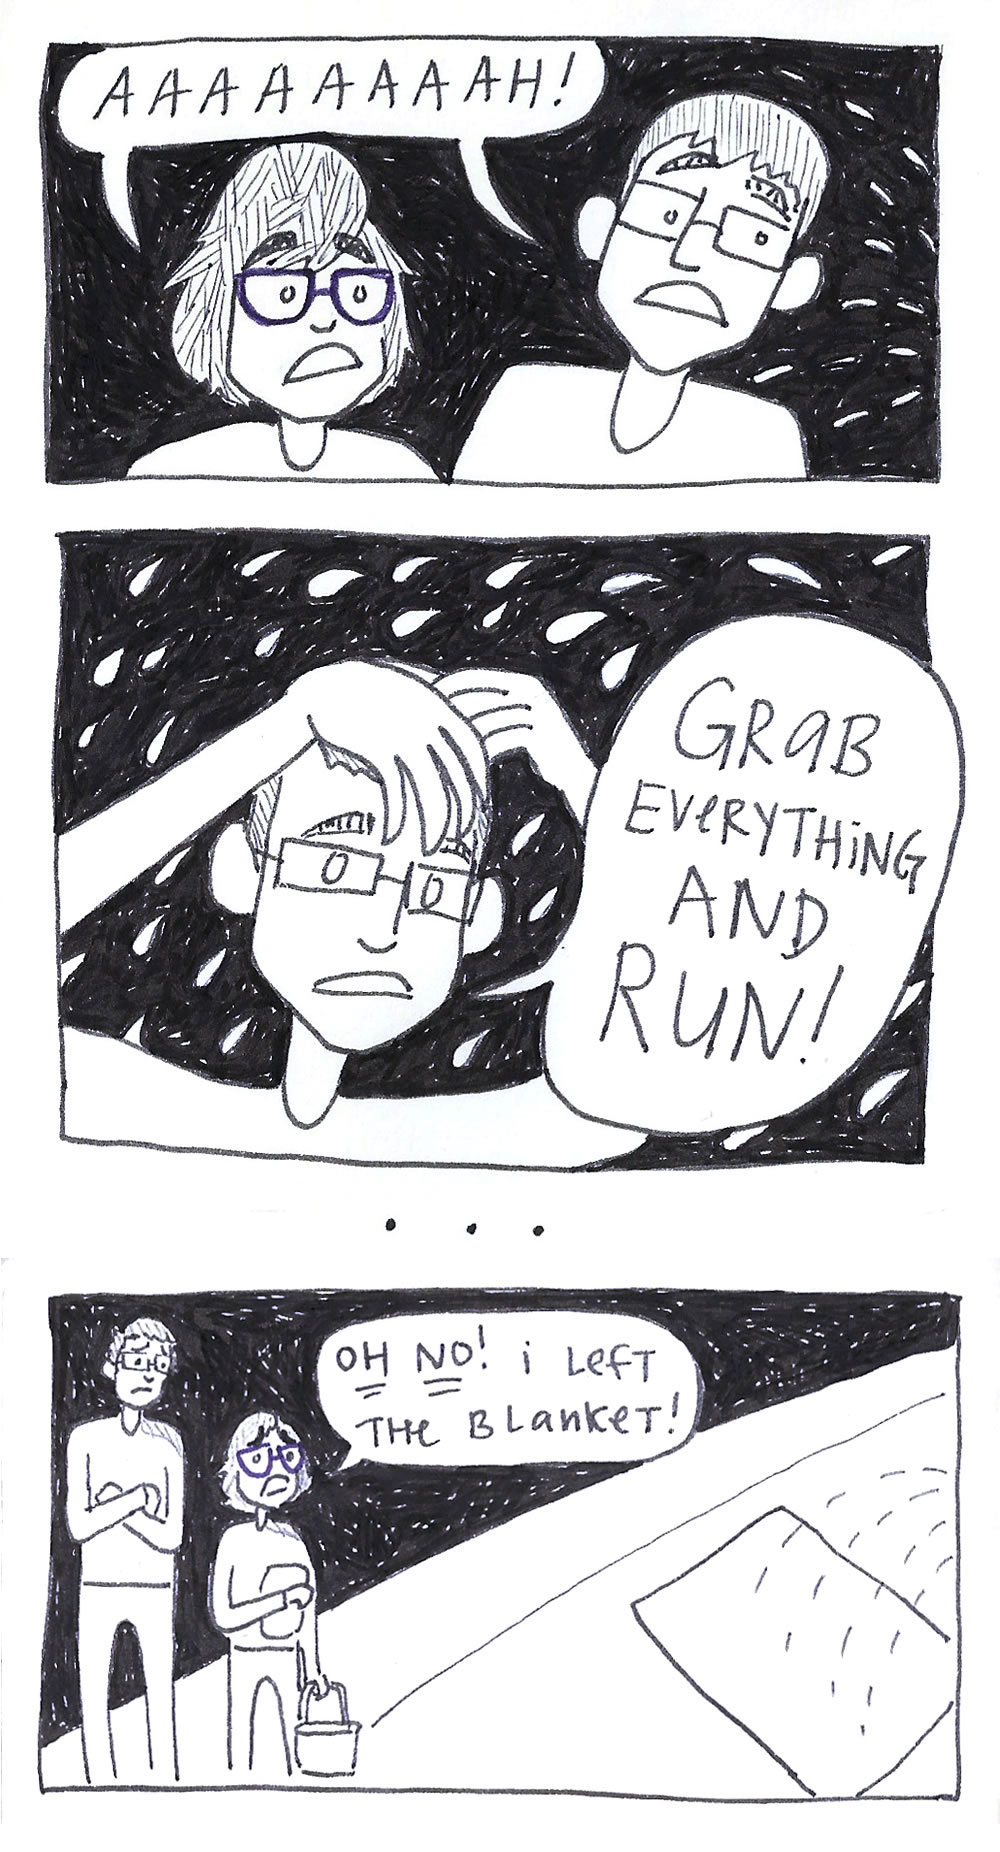 AAAAAAAAH!
GRaB
EVeRYTHiNG
AND
RUN!
. . .
OH NO! i LefT
THe BLanKeT!